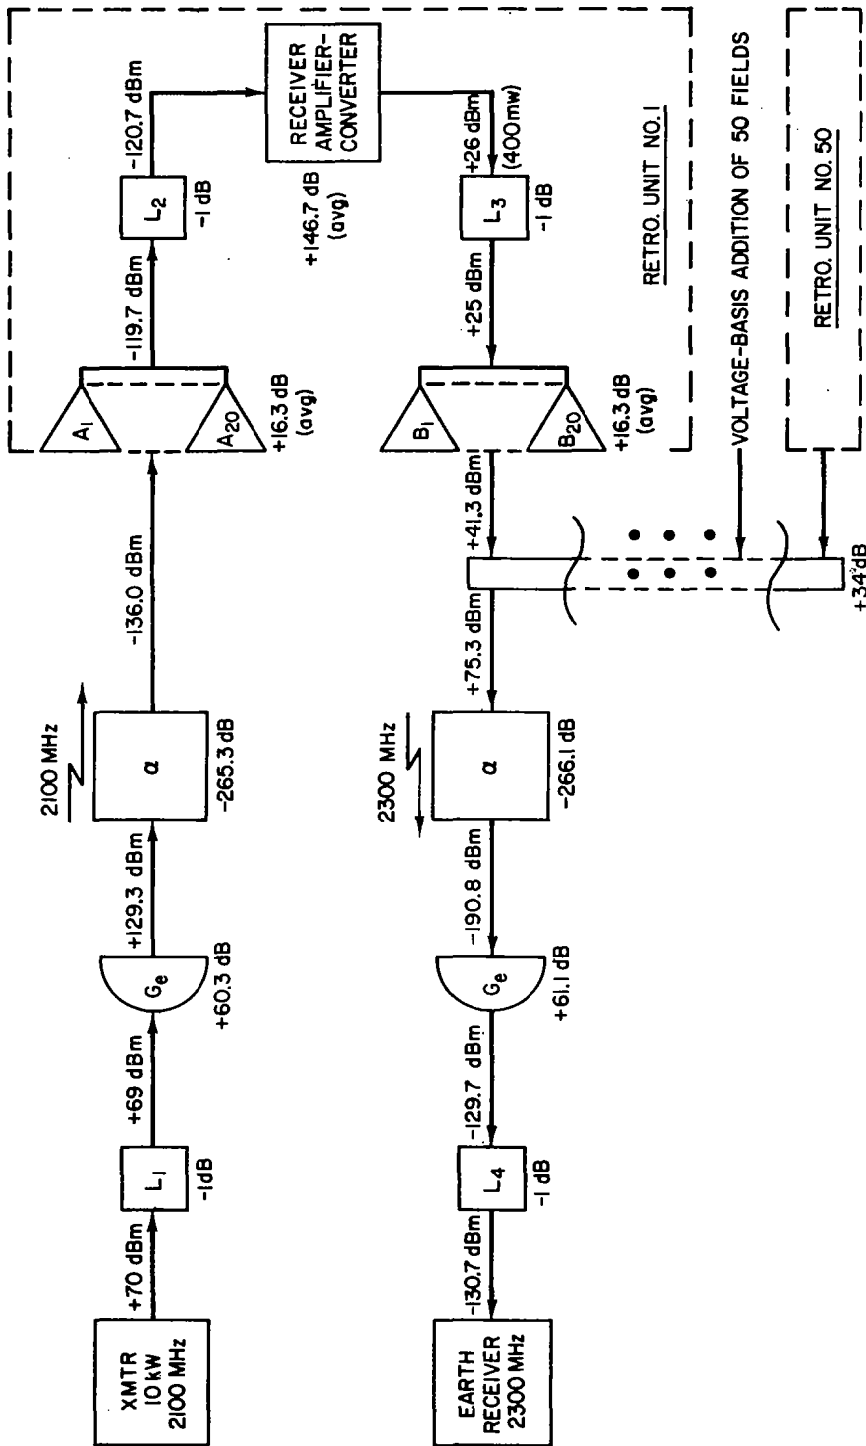 XMTR
10 KW
2100 MHz
+70 dBm
L1
-1 dB
+69 dBm
Ge
+60.3 dB
+129.3 dBm
2100 MHz
α
-265.3 dB
-136.0 dBm
A1
A20
+16.3 dB
(avg)
-119.7 dBm
L2
-1 dB
-120.7 dBm
RECEIVER
AMPLIFIER-
CONVERTER
+146.7 dB
(avg)
+26 dBm
(400 mw)
L3
-1 dB
+25 dBm
B1
B20
+16.3 dB
(avg)
RETRO. UNIT NO. 1
+41.3 dBm
VOLTAGE-BASIS ADDITION OF 50 FIELDS
RETRO. UNIT NO. 50
+34 dB
+75.3 dBm
2300 MHz
α
-266.1 dB
-190.8 dBm
Ge
+61.1 dB
-129.7 dBm
L4
-1 dB
-130.7 dBm
EARTH
RECEIVER
2300 MHz